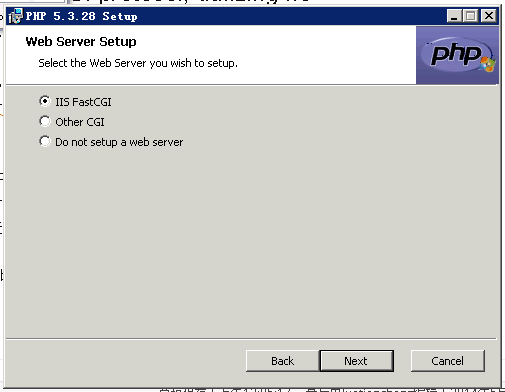 PHP 5.3.28 Setup
Web Server Setup
Select the Web Server you wish to setup.
php
IIS FastCGI
Other CGI
Do not setup a web server
Back
Next
Cancel